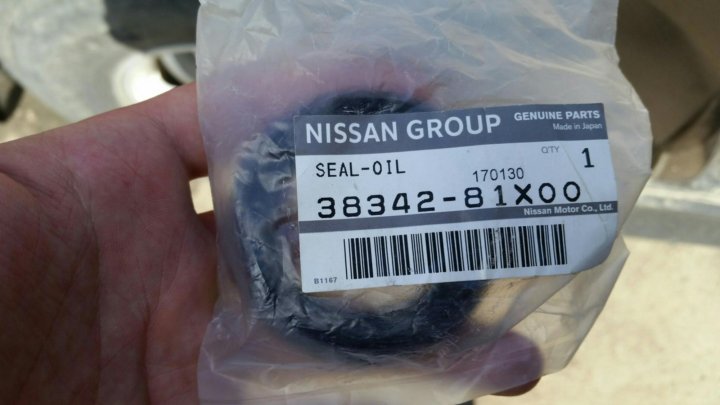 NISSAN GROUP GENUINE PARTS
Made in Japan
SEAL-OIL Q'TY 1
170130
38342-81X00
Nissan Motor Co., Ltd.
B1167